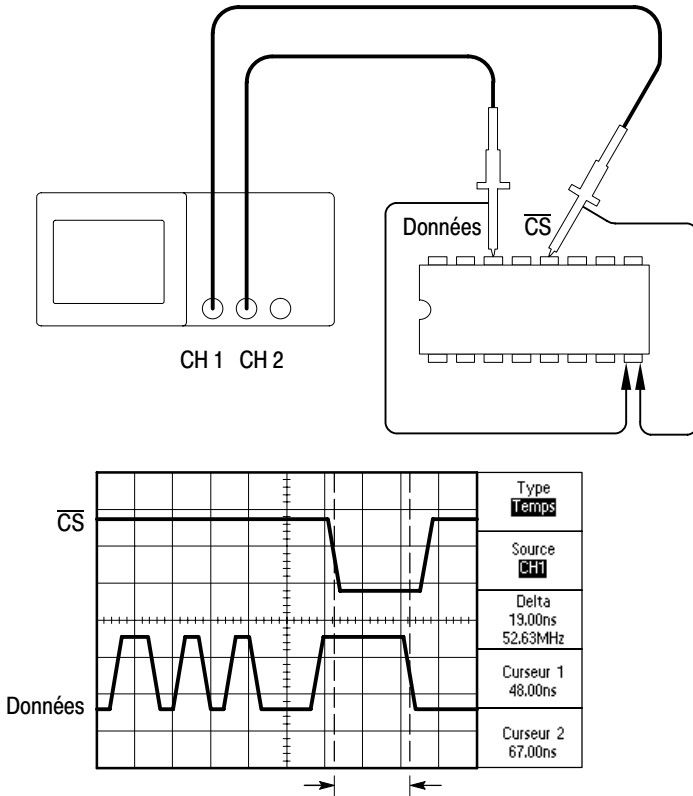 Données
CS
CH 1
CH 2
CS
Données
Type
Temps
Source
CH1
Delta
19.00ns
52.63MHz
Curseur 1
48.00ns
Curseur 2
67.00ns